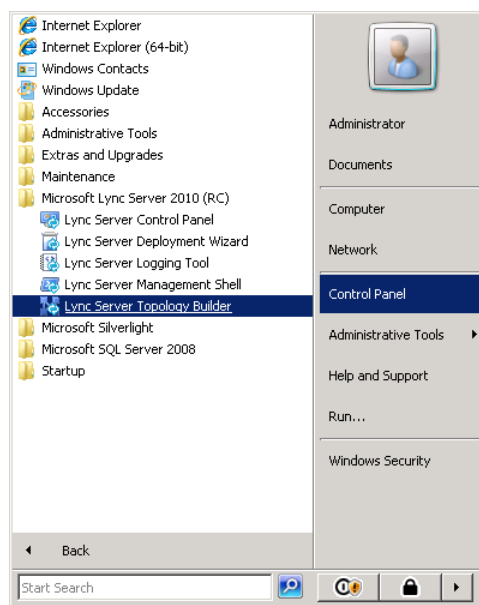 Internet Explorer
Internet Explorer (64-bit)
Windows Contacts
Windows Update
Accessories
Administrative Tools
Extras and Upgrades
Maintenance
Microsoft Lync Server 2010 (RC)
Lync Server Control Panel
Lync Server Deployment Wizard
Lync Server Logging Tool
Lync Server Management Shell
Lync Server Topology Builder
Microsoft Silverlight
Microsoft SQL Server 2008
Startup
Back
Start Search
Administrator
Documents
Computer
Network
Control Panel
Administrative Tools
Help and Support
Run...
Windows Security